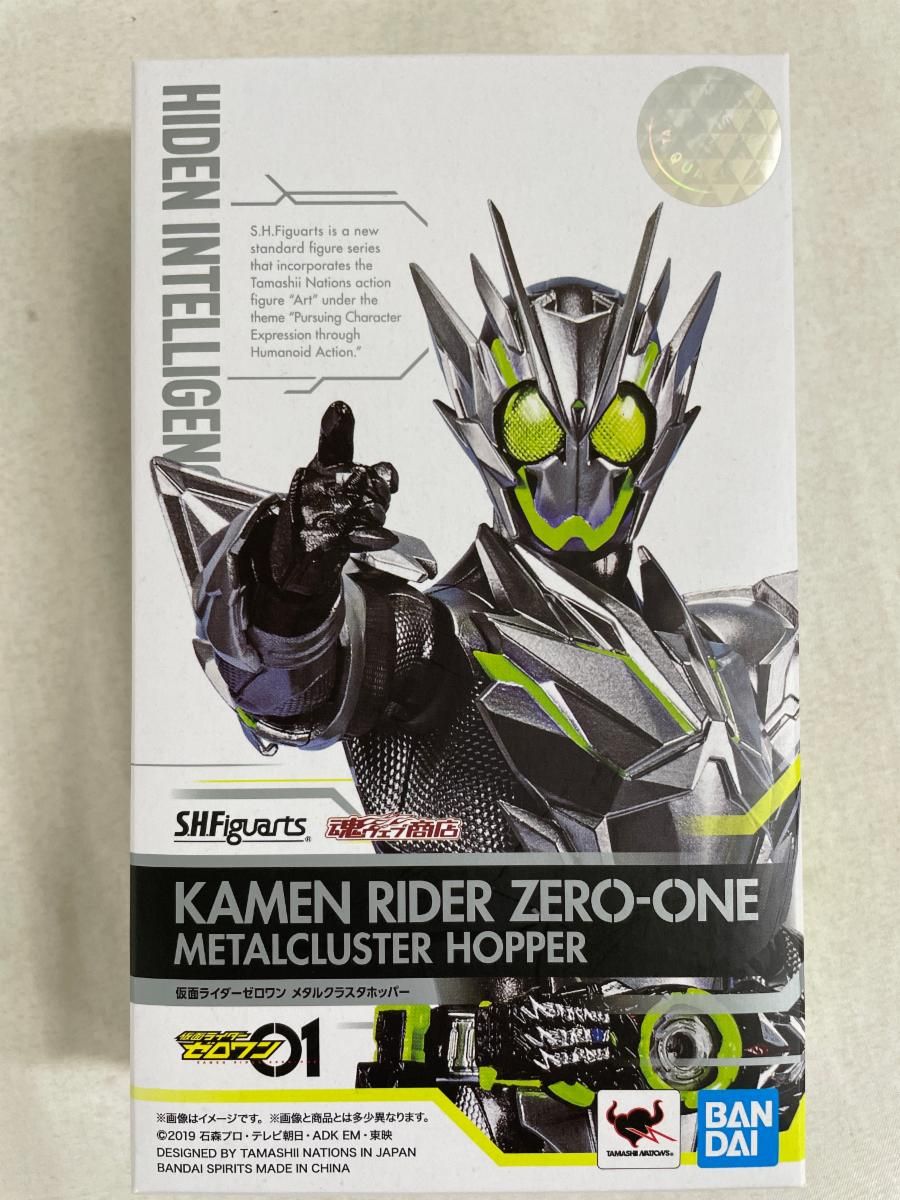 HIDEN INTELLIGENC
S.H.Figuarts is a new
standard figure series
that incorporates the
Tamashii Nations action
figure "Art" under the
theme "Pursuing Character
Expression through
Humanoid Action."
S.H.Figuarts®
魂ウェブ商店
KAMEN RIDER ZERO-ONE
METALCLUSTER HOPPER
仮面ライダーゼロワン メタルクラスタホッパー
仮面ライダー
ゼロワン 01
※画像はイメージです。 ※画像と商品とは多少異なります。
©2019 石森プロ・テレビ朝日・ADK EM・東映
DESIGNED BY TAMASHII NATIONS IN JAPAN
BANDAI SPIRITS MADE IN CHINA
TAMASHII NATIONS®
BAN
DAI